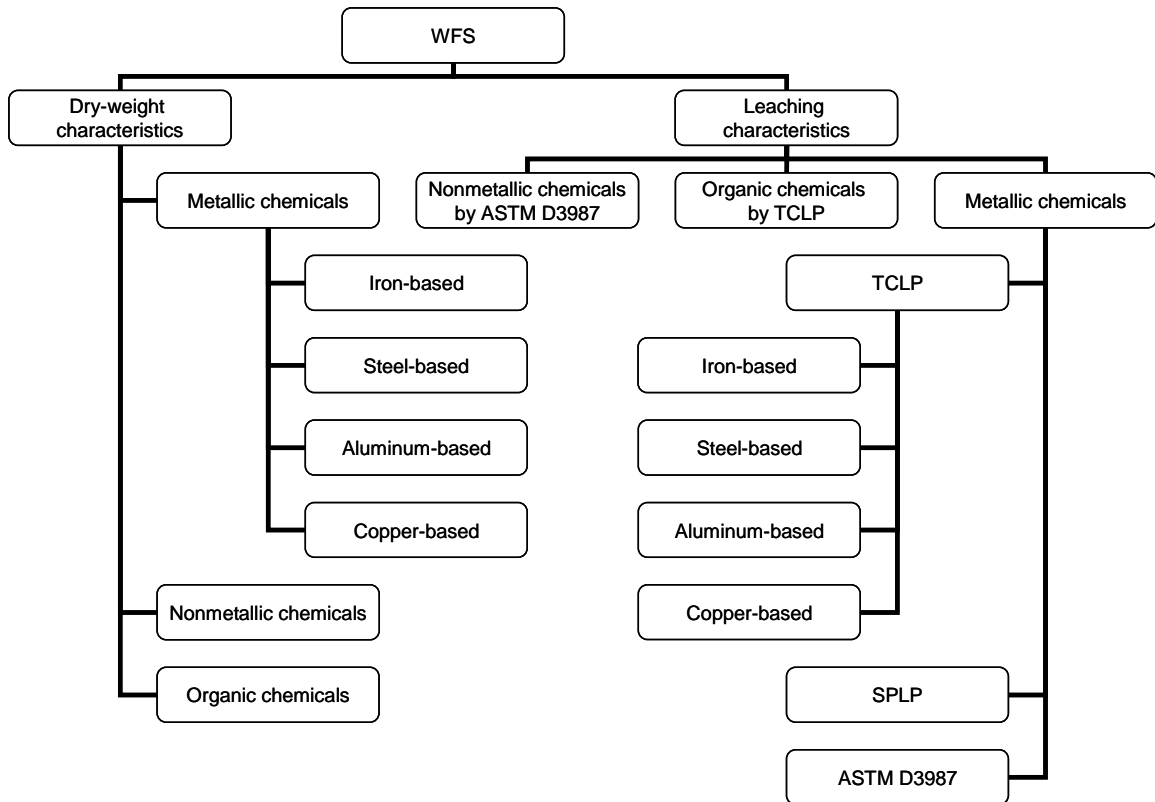 WFS
Dry-weight
characteristics
Leaching
characteristics
Metallic chemicals
Nonmetallic chemicals
by ASTM D3987
Organic chemicals
by TCLP
Metallic chemicals
Iron-based
Steel-based
Aluminum-based
Copper-based
Nonmetallic chemicals
Organic chemicals
TCLP
Iron-based
Steel-based
Aluminum-based
Copper-based
SPLP
ASTM D3987